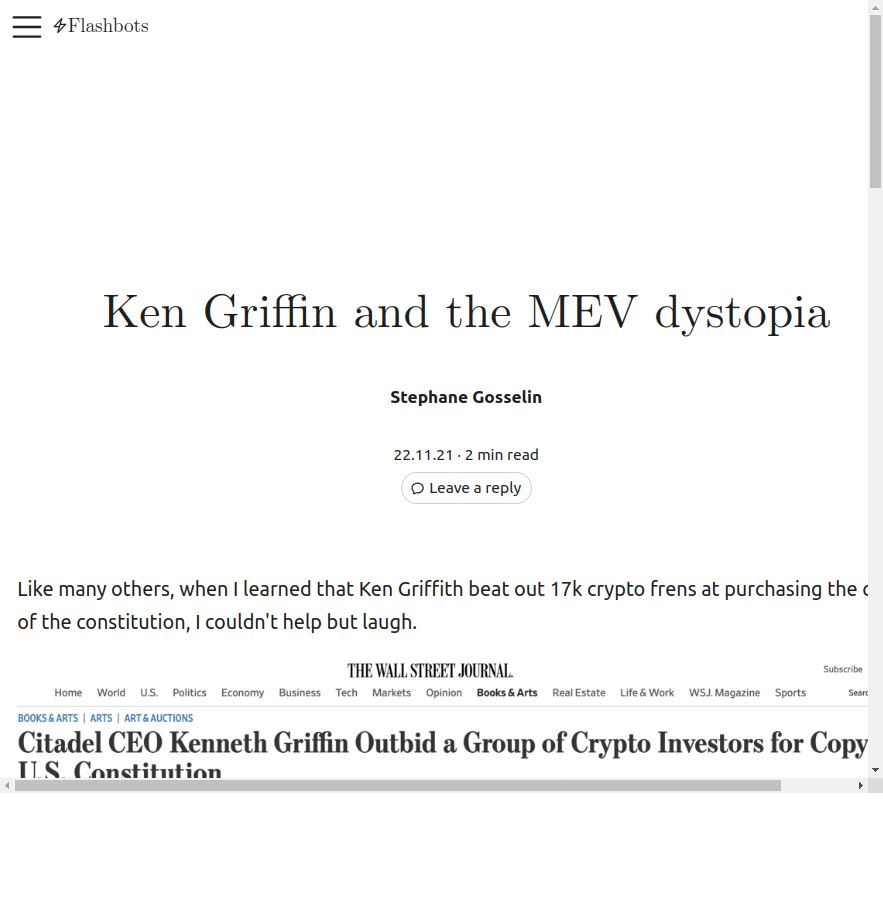 Flashbots
Ken Griffin and the MEV dystopia
Stephane Gosselin
22.11.21 · 2 min read
Leave a reply
Like many others, when I learned that Ken Griffith beat out 17k crypto frens at purchasing the
of the constitution, I couldn't help but laugh.
THE WALL STREET JOURNAL.
Subscribe
Home World U.S. Politics Economy Business Tech Markets Opinion Books & Arts Real Estate Life & Work WSJ. Magazine Sports
BOOKS & ARTS | ARTS | ART & AUCTIONS
Citadel CEO Kenneth Griffin Outbid a Group of Crypto Investors for Copy
U.S. Constitution